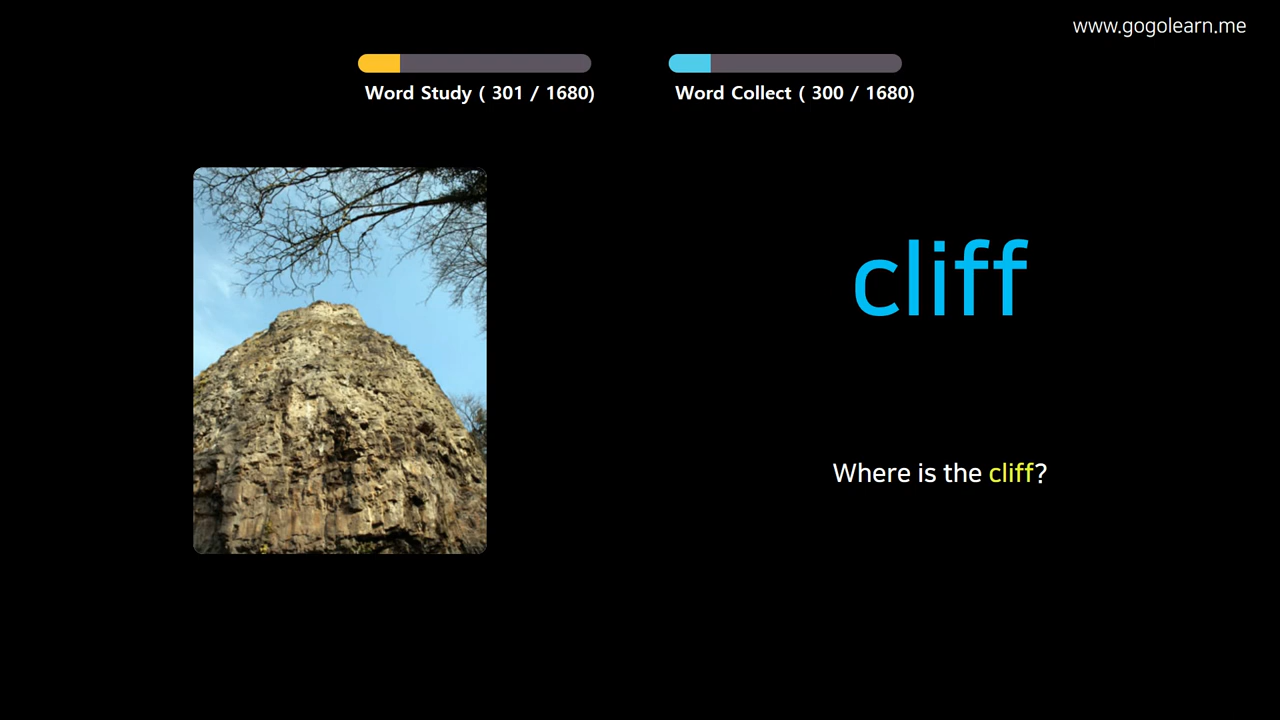 www.gogolearn.me
Word Study ( 301 / 1680)
Word Collect ( 300 / 1680)
cliff
Where is the cliff?